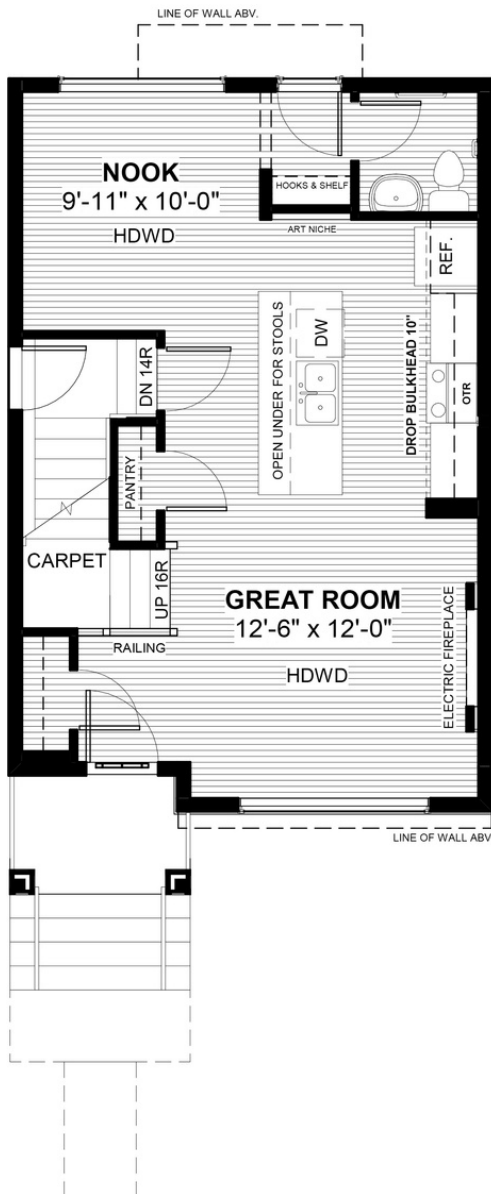 LINE OF WALL ABV.
NOOK
9'-11" x 10'-0"
HDWD
HOOKS & SHELF
ART NICHE
REF.
DN 14R
OPEN UNDER FOR STOOLS
DW
DROP BULKHEAD 10"
OTR
PANTRY
CARPET
UP 16R
RAILING
GREAT ROOM
12'-6" x 12'-0"
HDWD
ELECTRIC FIREPLACE
LINE OF WALL ABV